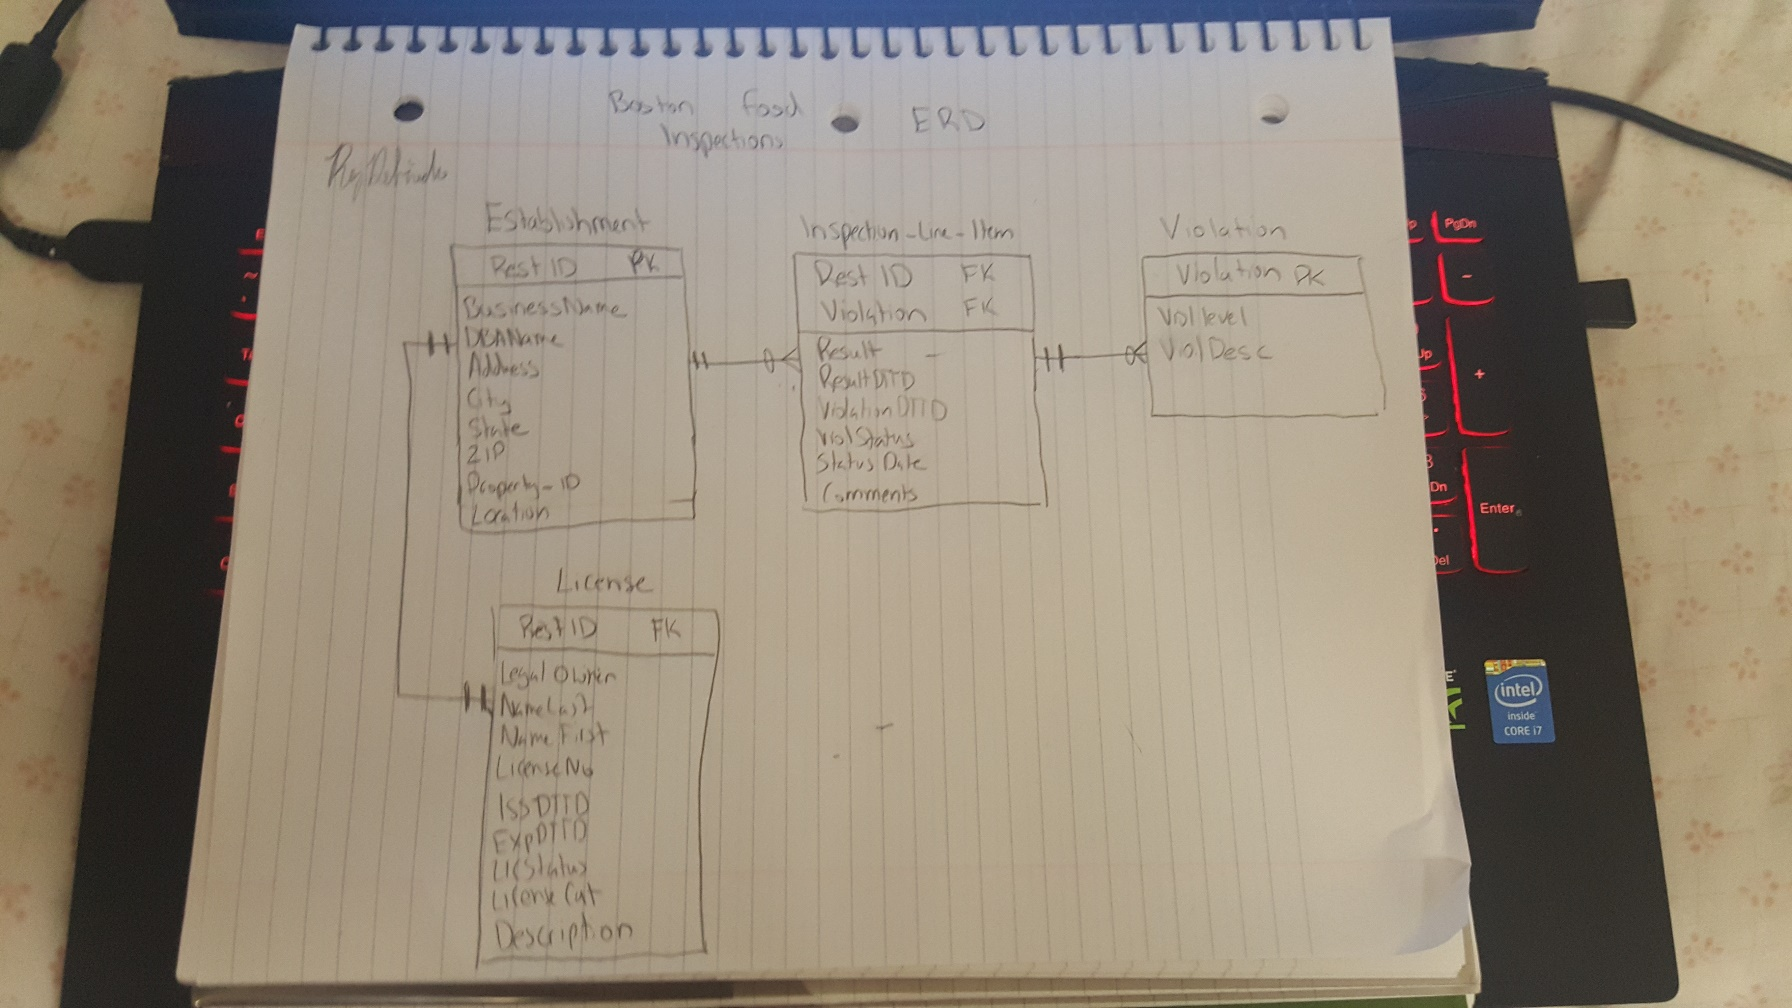 Boston Food
Inspections
ERD
Establishment
Rest ID PK
BusinessName
DBAName
Address
City
State
ZIP
Property-ID
Location
Inspection-Line-Item
Rest ID FK
Violation FK
Result
ResultDTTD
ViolationDTTD
ViolStatus
Status Date
Comments
Violation
Violation PK
Viol level
ViolDesc
License
Rest ID FK
Legal Owner
NameLast
NameFirst
LicenseNo
ISSDTTD
ExpDTTD
LICStatus
License Cat
Description
PgDn
-
+
Enter
intel
inside
CORE i7